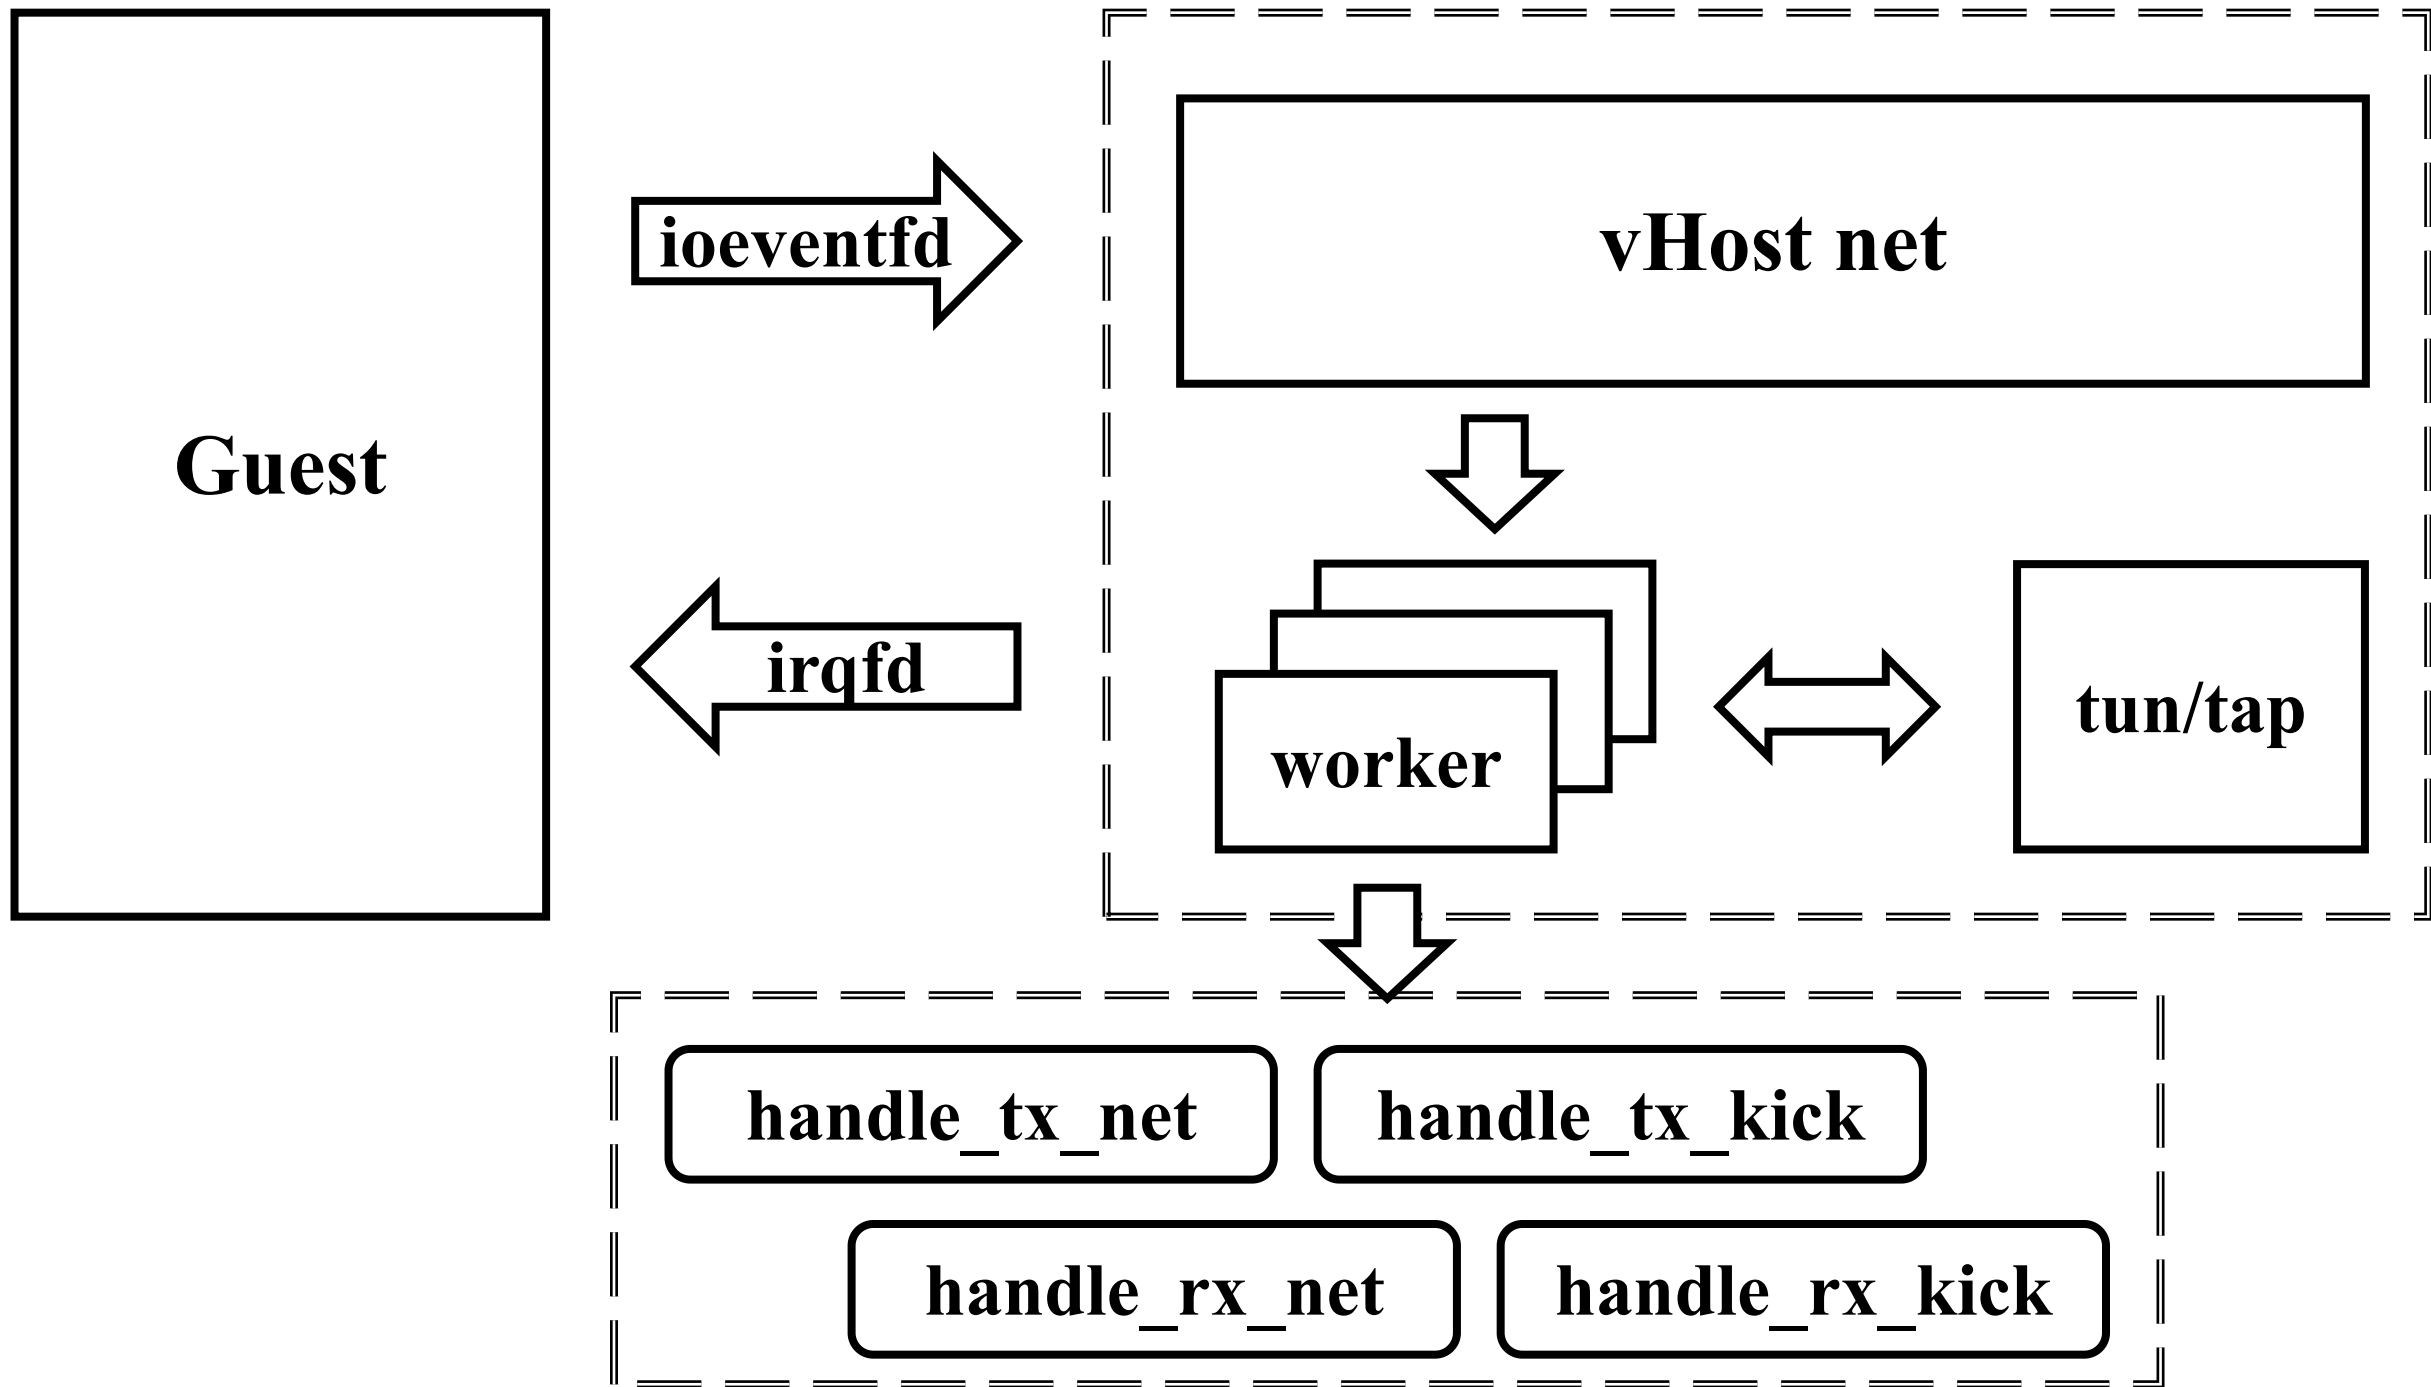 ioeventfd
vHost net
Guest
irqfd
worker
tun/tap
handle_tx_net
handle_tx_kick
handle_rx_net
handle_rx_kick